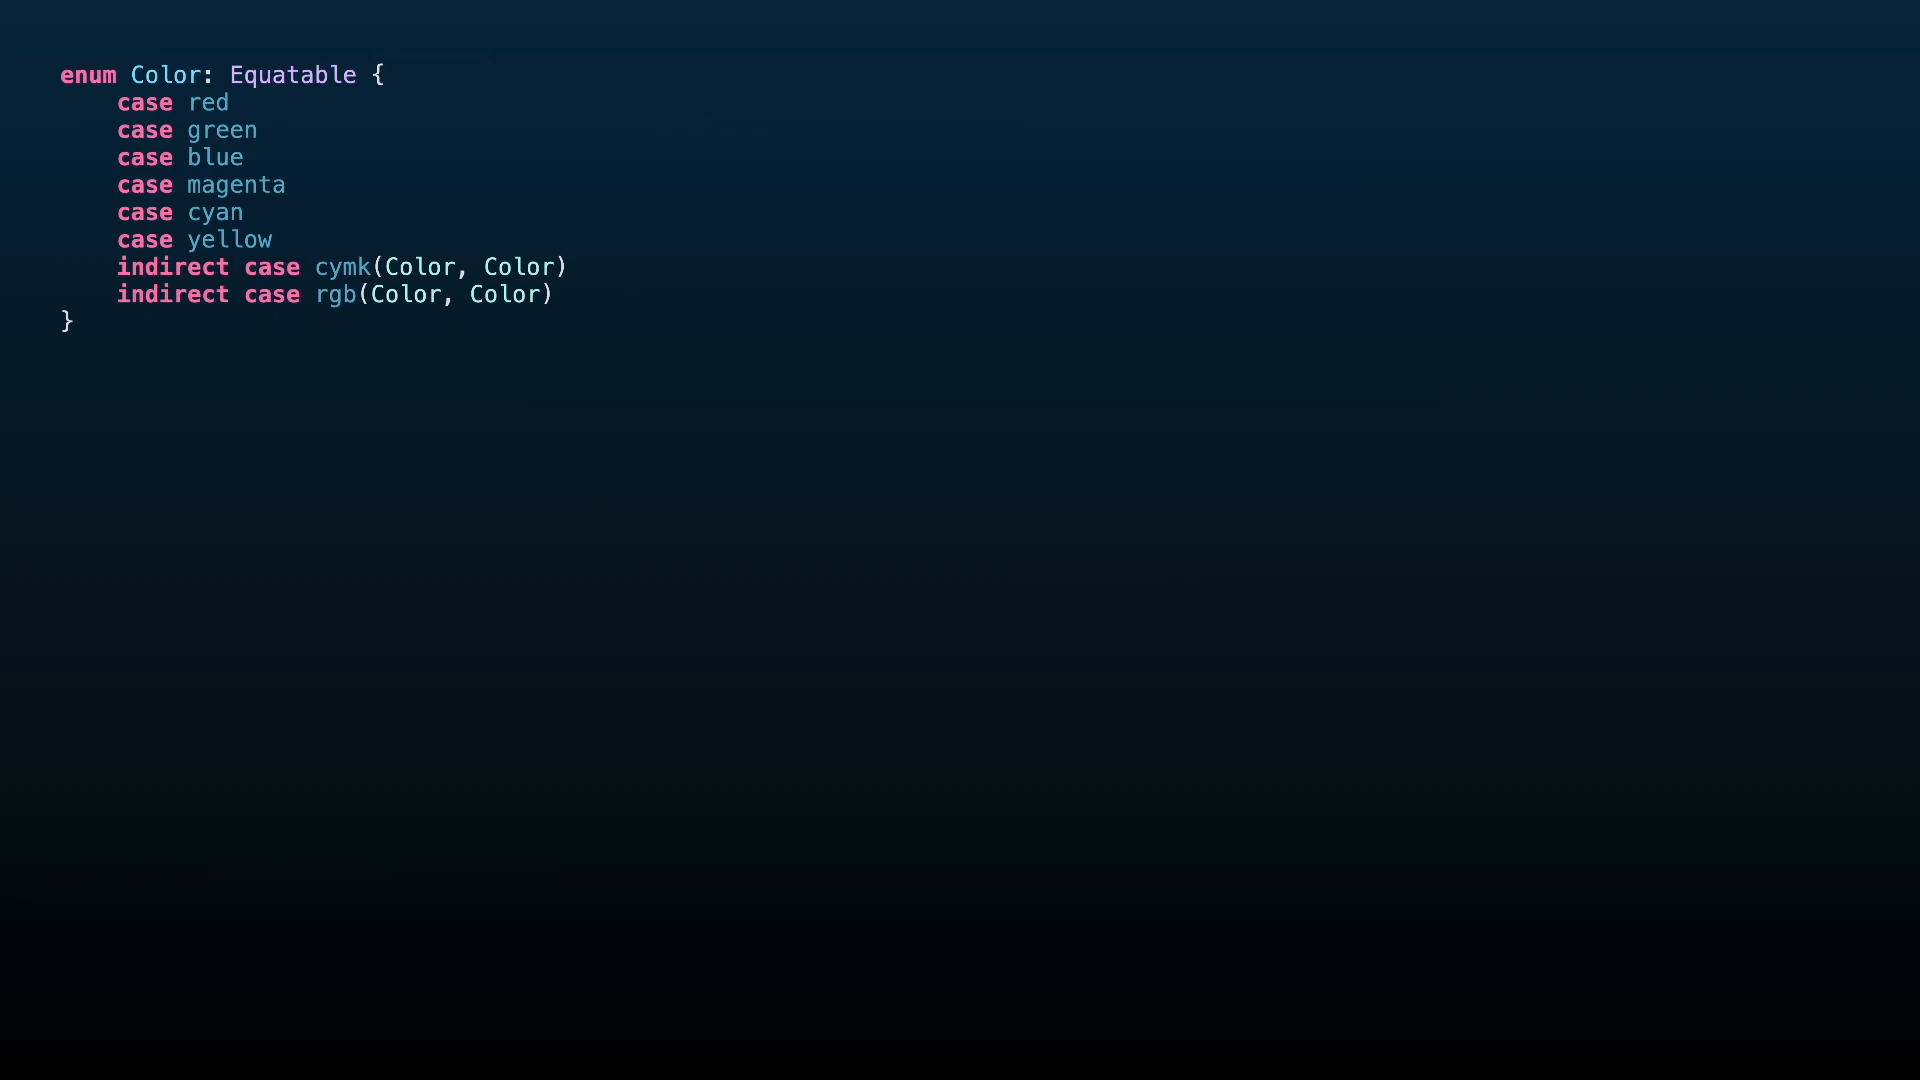 enum Color: Equatable {
    case red
    case green
    case blue
    case magenta
    case cyan
    case yellow
    indirect case cymk(Color, Color)
    indirect case rgb(Color, Color)
}